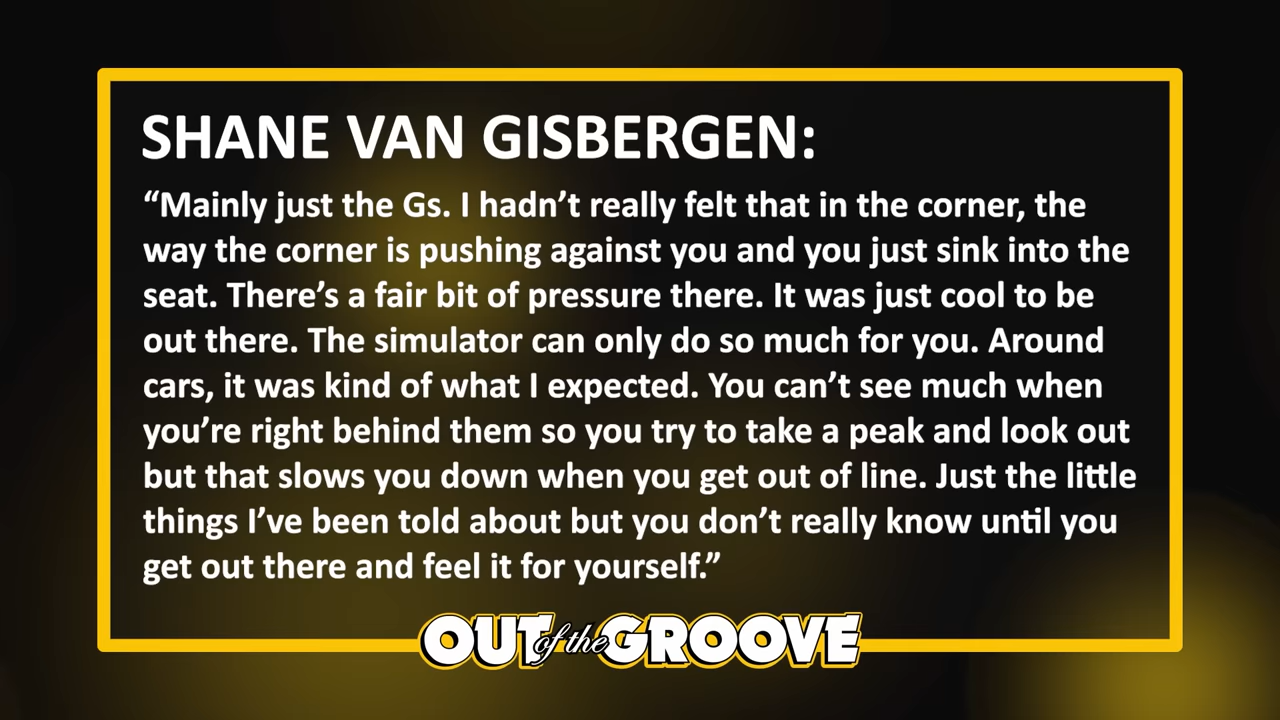 SHANE VAN GISBERGEN:
“Mainly just the Gs. I hadn’t really felt that in the corner, the
way the corner is pushing against you and you just sink into the
seat. There’s a fair bit of pressure there. It was just cool to be
out there. The simulator can only do so much for you. Around
cars, it was kind of what I expected. You can’t see much when
you’re right behind them so you try to take a peak and look out
but that slows you down when you get out of line. Just the little
things I’ve been told about but you don’t really know until you
get out there and feel it for yourself.”
OUT of the GROOVE